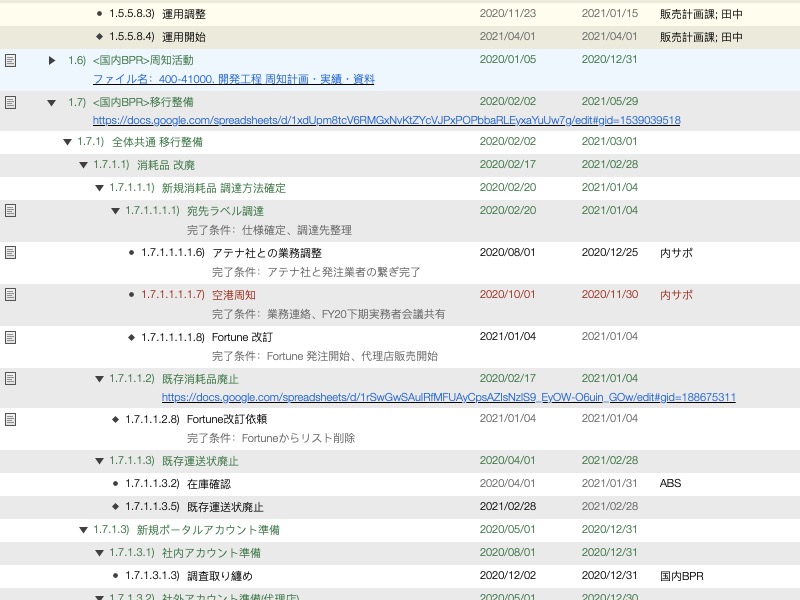 1.5.5.8.3) 運用調整 2020/11/23 2021/01/15 販売計画課; 田中
1.5.5.8.4) 運用開始 2021/04/01 2021/04/01 販売計画課; 田中
1.6) <国内BPR>周知活動 2020/01/05 2020/12/31
ファイル名：400-41000. 開発工程 周知計画・実績・資料
1.7) <国内BPR>移行整備 2020/02/02 2021/05/29
https://docs.google.com/spreadsheets/d/1xdUpm8tcV6RMGxNvKtZYcVJPxPOPbbaRLEyxaYuUw7g/edit#gid=1539039518
1.7.1) 全体共通 移行整備 2020/02/02 2021/03/01
1.7.1.1) 消耗品 改廃 2020/02/17 2021/02/28
1.7.1.1.1) 新規消耗品 調達方法確定 2020/02/20 2021/01/04
1.7.1.1.1.1) 宛先ラベル調達 2020/02/20 2021/01/04
完了条件：仕様確定、調達先整理
1.7.1.1.1.1.6) アテナ社との業務調整 2020/08/01 2020/12/25 内サポ
完了条件：アテナ社と発注業者の繋ぎ完了
1.7.1.1.1.1.7) 空港周知 2020/10/01 2020/11/30 内サポ
完了条件：業務連絡、FY20下期実務者会議共有
1.7.1.1.1.1.8) Fortune 改訂 2021/01/04 2021/01/04
完了条件：Fortune 発注開始、代理店販売開始
1.7.1.1.2) 既存消耗品廃止 2020/02/17 2021/01/04
https://docs.google.com/spreadsheets/d/1rSwGwSAuIRfMFUAyCpsAZIsNzIS9_EyOW-O6uin_GOw/edit#gid=188675311
1.7.1.1.2.8) Fortune改訂依頼 2021/01/04 2021/01/04
完了条件：Fortuneからリスト削除
1.7.1.1.3) 既存運送状廃止 2020/04/01 2021/02/28
1.7.1.1.3.2) 在庫確認 2020/04/01 2021/01/31 ABS
1.7.1.1.3.5) 既存運送状廃止 2021/02/28 2021/02/28
1.7.1.3) 新規ポータルアカウント準備 2020/05/01 2020/12/31
1.7.1.3.1) 社内アカウント準備 2020/08/01 2020/12/31
1.7.1.3.1.3) 調査取り纏め 2020/12/02 2020/12/31 国内BPR
1.7.1.3.2) 社外アカウント準備(代理店) 2020/05/01 2020/12/30